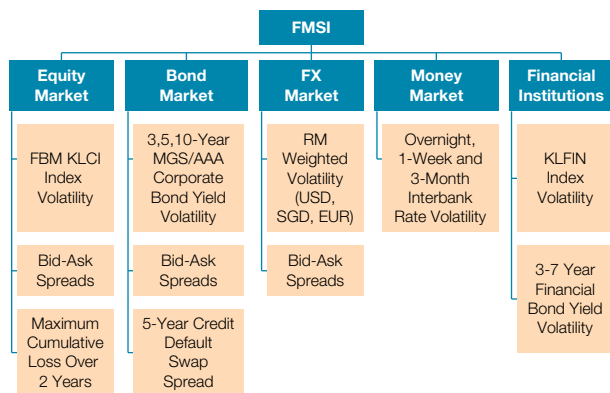 FMSI
Equity
Market
Bond
Market
FX
Market
Money
Market
Financial
Institutions
FBM KLCI
Index
Volatility
Bid-Ask
Spreads
Maximum
Cumulative
Loss Over
2 Years
3,5,10-Year
MGS/AAA
Corporate
Bond Yield
Volatility
Bid-Ask
Spreads
5-Year Credit
Default
Swap
Spread
RM
Weighted
Volatility
(USD,
SGD, EUR)
Bid-Ask
Spreads
Overnight,
1-Week and
3-Month
Interbank
Rate Volatility
KLFIN
Index
Volatility
3-7 Year
Financial
Bond Yield
Volatility